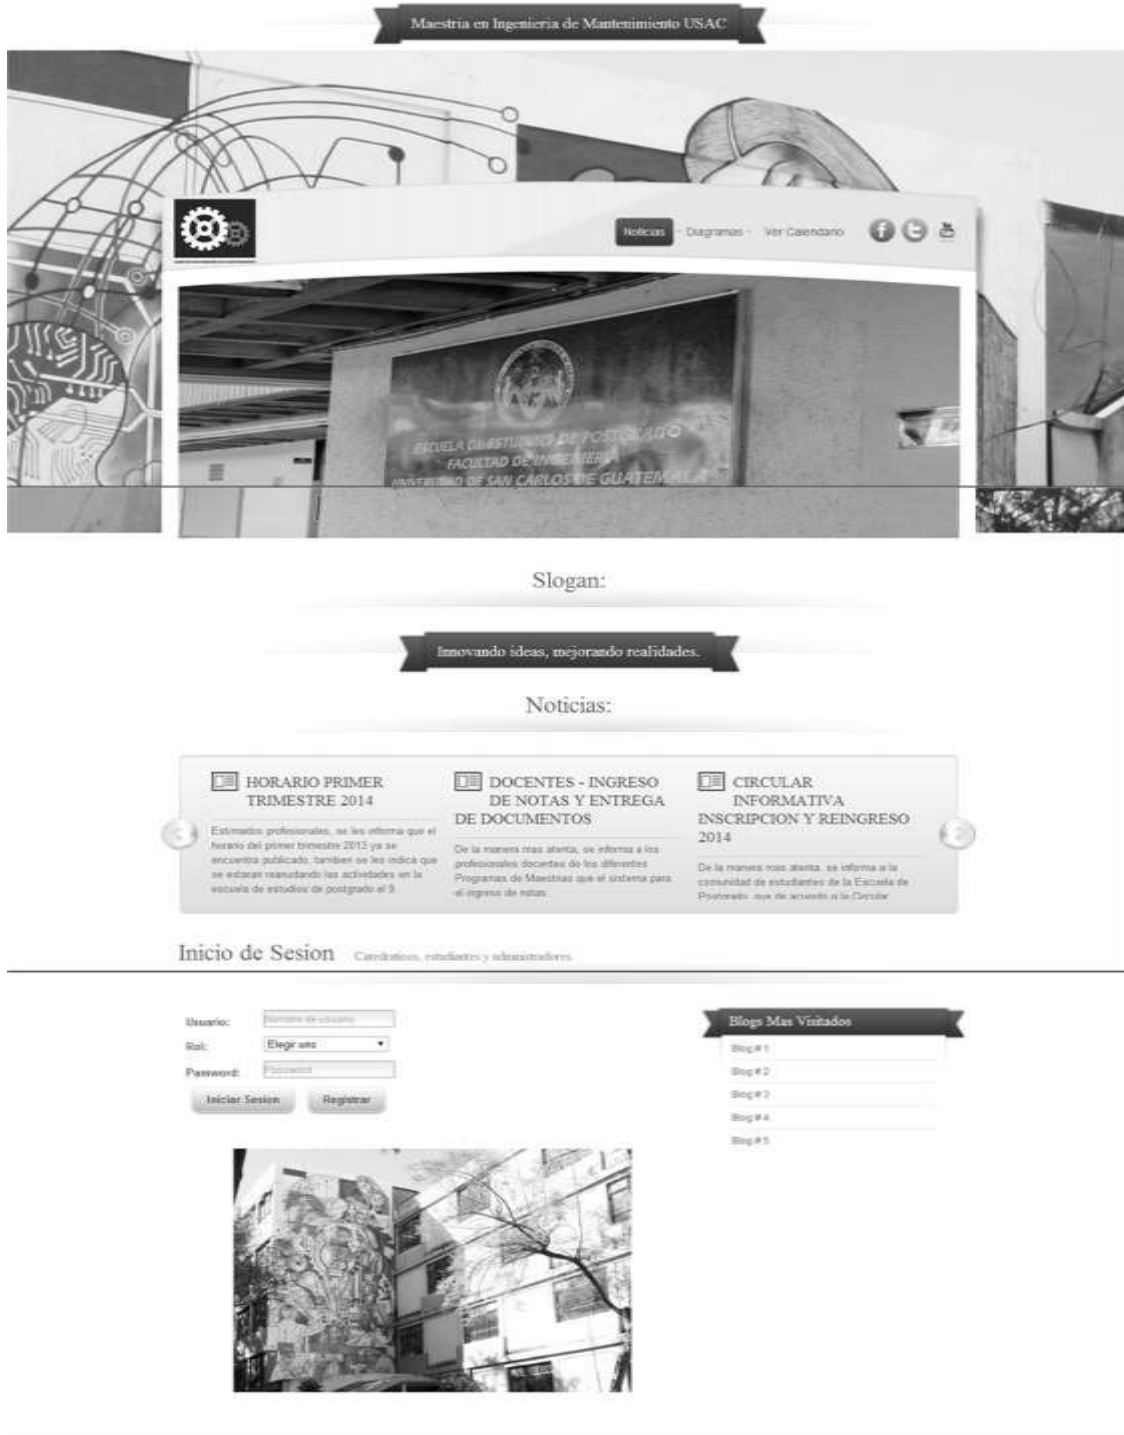 Maestria en Ingenieria de Mantenimiento USAC
Noticias - Diagramas - Ver Calendario
ESCUELA DE ESTUDIOS DE POSTGRADO
FACULTAD DE INGENIERIA
UNIVERSIDAD DE SAN CARLOS DE GUATEMALA
Slogan:
Innovando ideas, mejorando realidades.
Noticias:
HORARIO PRIMER
TRIMESTRE 2014
Estimados profesionales, se les informa que el
horario del primer trimestre 2013 ya se
encuentra publicado, tambien se les indica que
se estaran reanudando las actividades en la
escuela de estudios de postgrado el 9
DOCENTES - INGRESO
DE NOTAS Y ENTREGA
DE DOCUMENTOS
De la manera mas atenta, se informa a los
profesionales docentes de los diferentes
Programas de Maestrias que el sistema para
el ingreso de notas
CIRCULAR
INFORMATIVA
INSCRIPCION Y REINGRESO
2014
De la manera mas atenta, se informa a la
comunidad de estudiantes de la Escuela de
Postgrado, que de acuerdo a la Circular
Inicio de Sesion Catedraticos, estudiantes y administradores
Usuario: Nombre de usuario
Rol: Elegir uno
Password: Password
Iniciar Sesion Registrar
Blogs Mas Visitados
Blog # 1
Blog # 2
Blog # 3
Blog # 4
Blog # 5